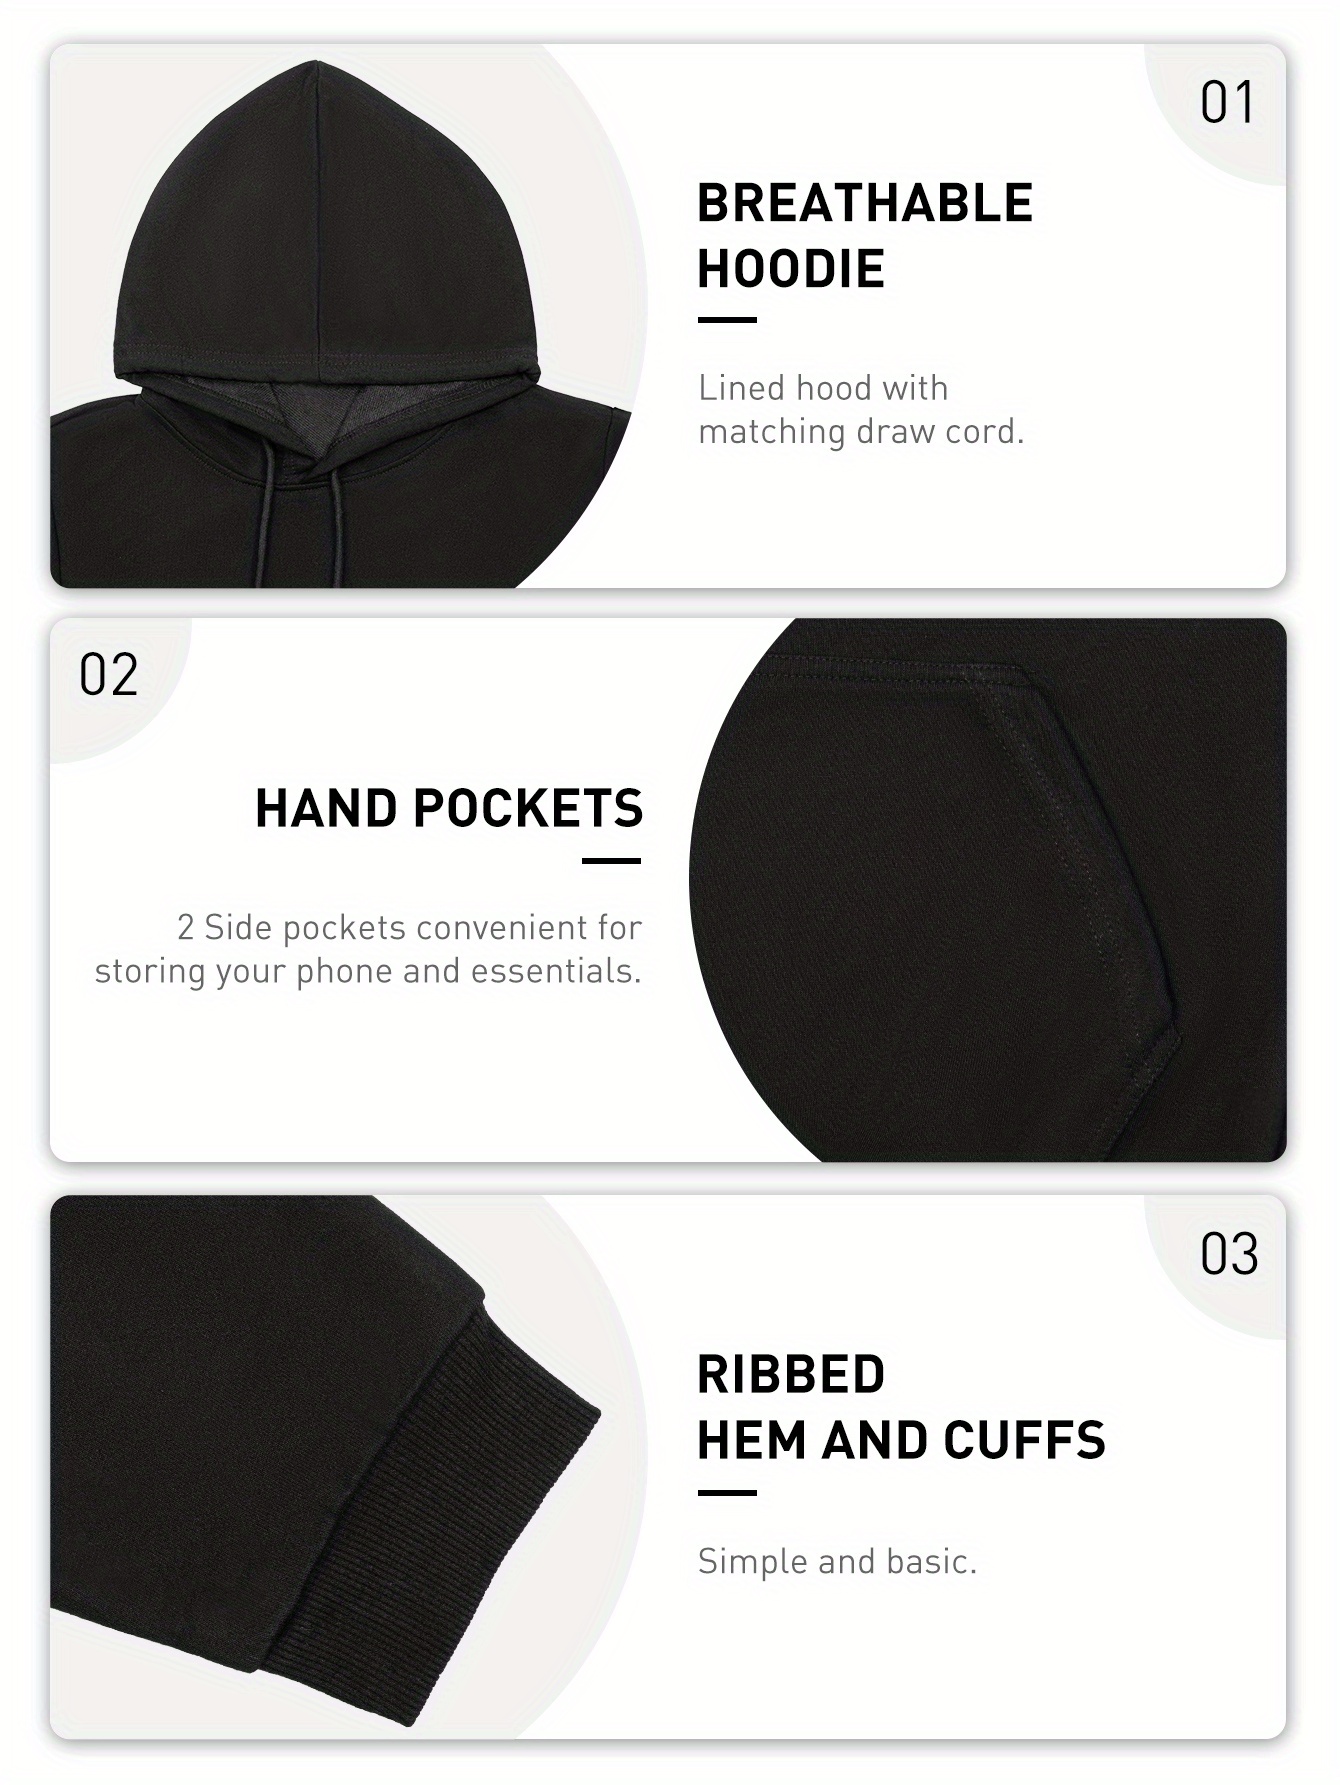 01
BREATHABLE
HOODIE
Lined hood with
matching draw cord.
02
HAND POCKETS
2 Side pockets convenient for
storing your phone and essentials.
03
RIBBED
HEM AND CUFFS
Simple and basic.